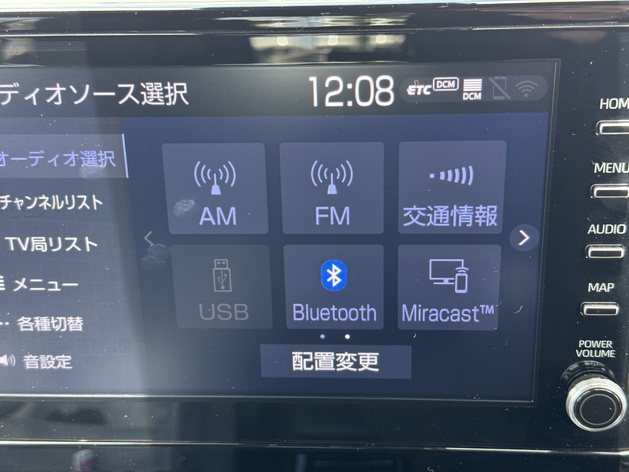 ディオソース選択
12:08
ETC DCM
DCM
オーディオ選択
チャンネルリスト
TV局リスト
メニュー
各種切替
音設定
AM
FM
交通情報
USB
Bluetooth
Miracast™
配置変更
HOM
MENU
AUDIO
MAP
POWER
VOLUME